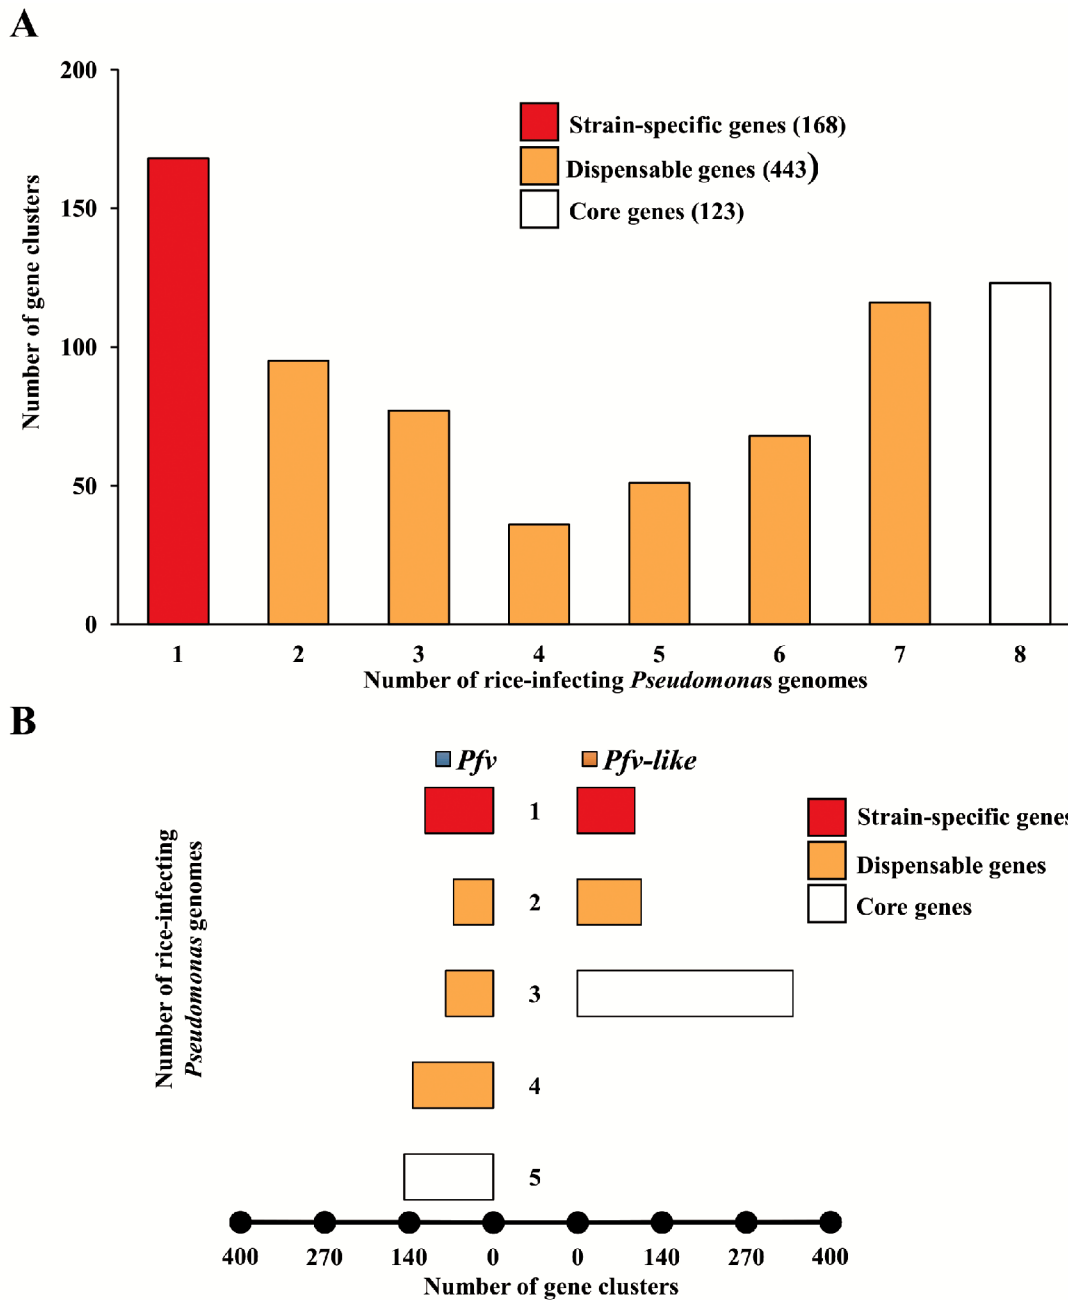 A
200
150
100
50
0
Number of gene clusters
Strain-specific genes (168)
Dispensable genes (443)
Core genes (123)
1 2 3 4 5 6 7 8
Number of rice-infecting Pseudomonas genomes
B
Pfv Pfv-like
Number of rice-infecting
Pseudomonas genomes
1
2
3
4
5
Strain-specific genes
Dispensable genes
Core genes
400 270 140 0 0 140 270 400
Number of gene clusters